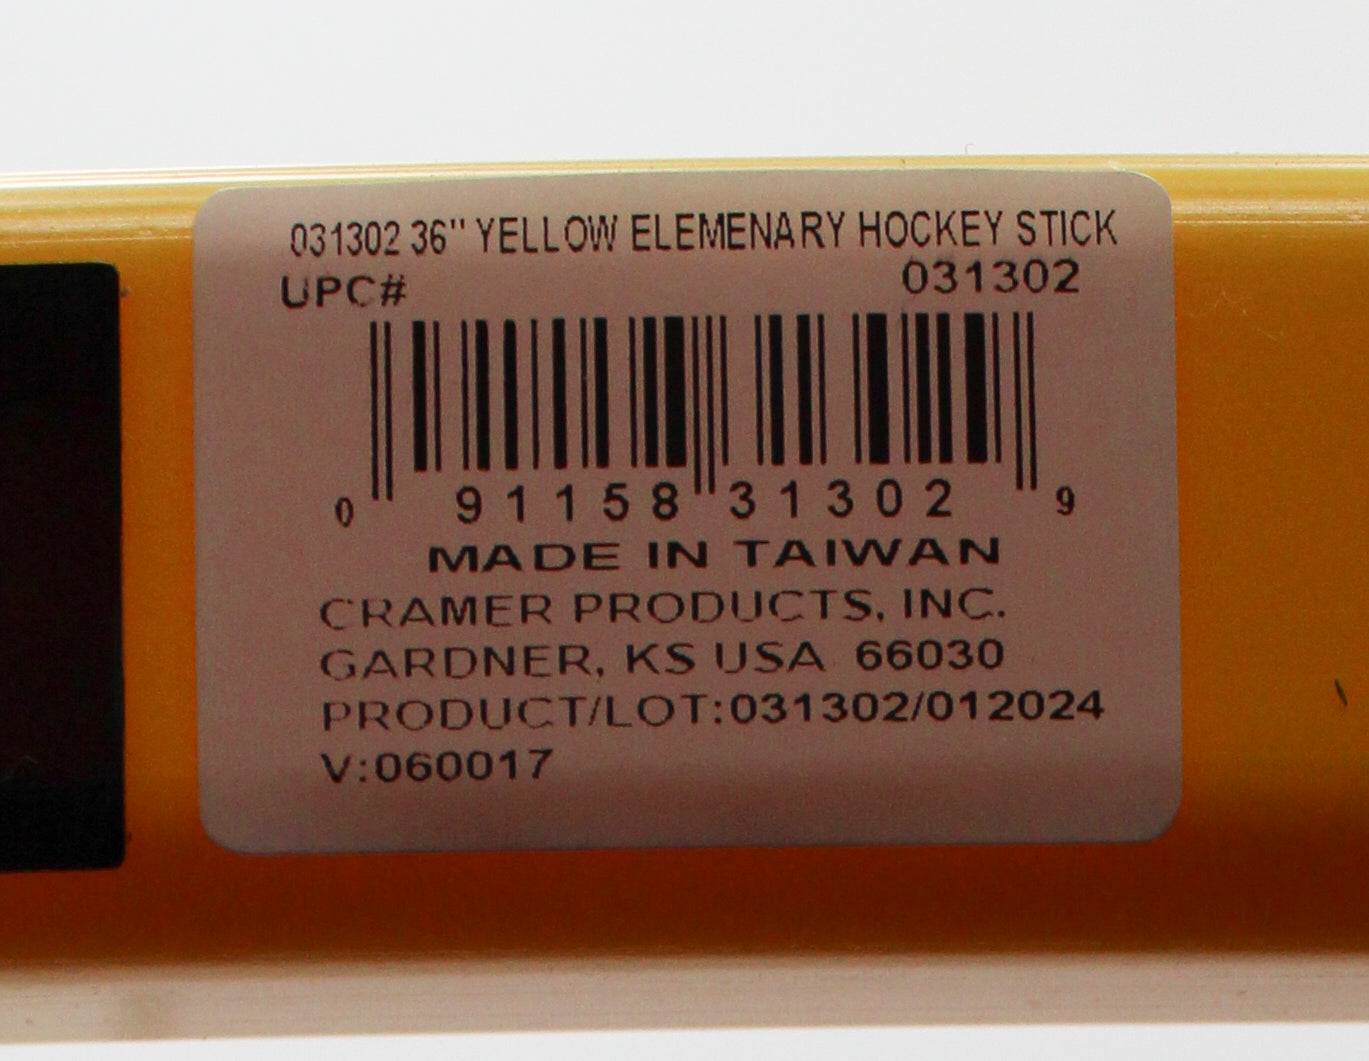 031302 36" YELLOW ELEMENARY HOCKEY STICK
UPC# 031302
0 91158 31302 9
MADE IN TAIWAN
CRAMER PRODUCTS, INC.
GARDNER, KS USA 66030
PRODUCT/LOT:031302/012024
V:060017